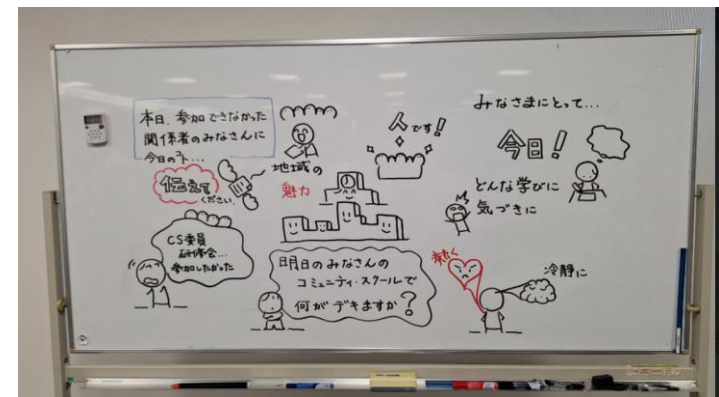 本日、参加できなかった
関係者のみなさんに
今日のコト…
伝えて
ください。
地域の
魅力
人です!
みなさまにとって…
今日!
どんな学びに
気づきに
CS委員
研修会…
参加したかった
明日のみなさんの
コミュニティ・スクールで
何がデキますか?
冷静に